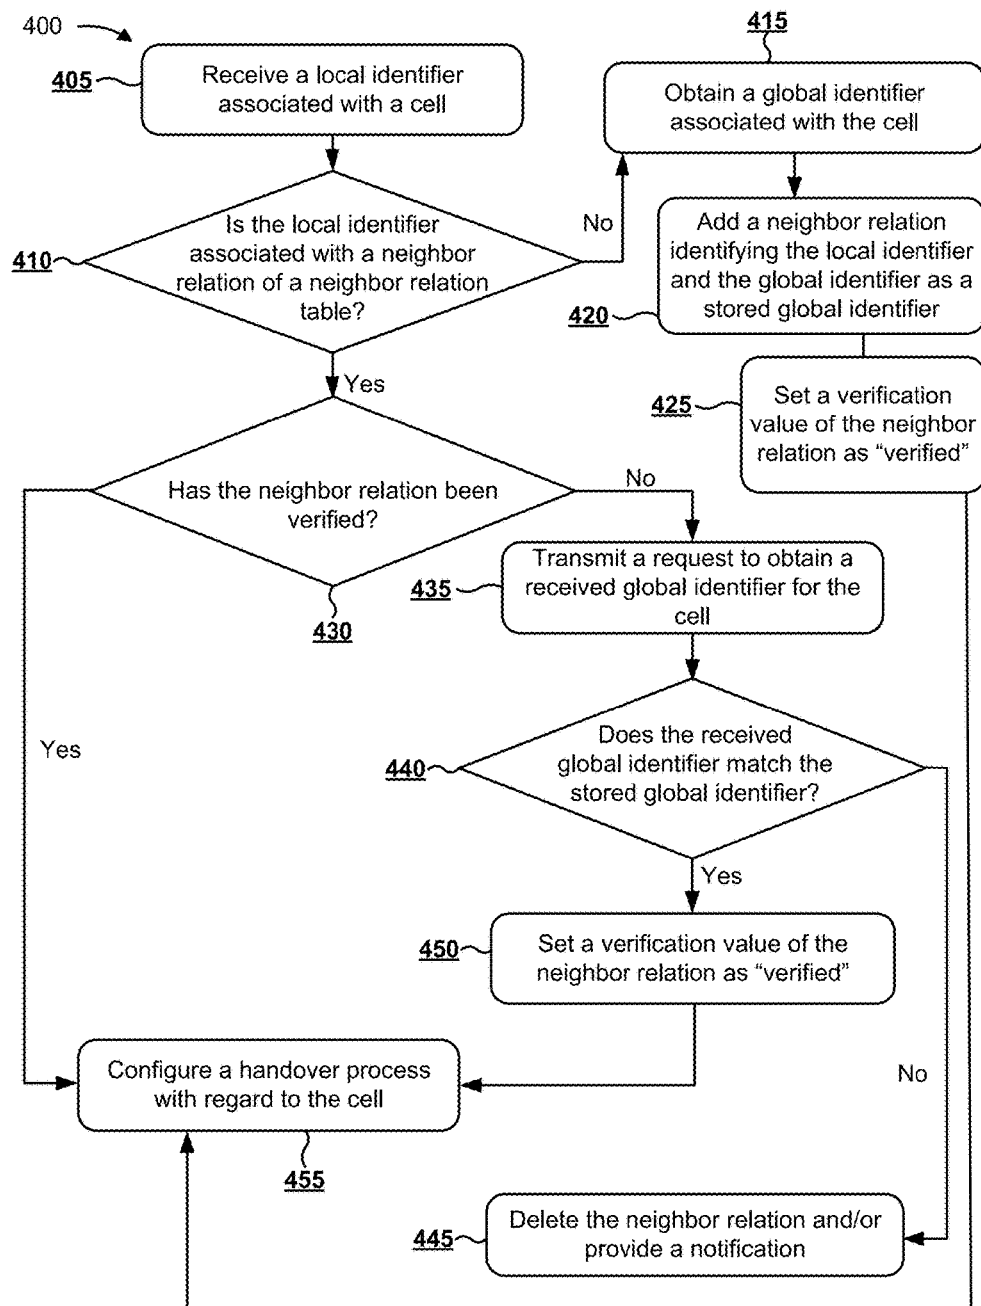 400
405
Receive a local identifier
associated with a cell
415
Obtain a global identifier
associated with the cell
410
Is the local identifier
associated with a neighbor
relation of a neighbor relation
table?
No
Yes
420
Add a neighbor relation
identifying the local identifier
and the global identifier as a
stored global identifier
425
Set a verification
value of the neighbor
relation as “verified”
Has the neighbor relation been
verified?
430
No
Yes
435
Transmit a request to obtain a
received global identifier for the
cell
440
Does the received
global identifier match the
stored global identifier?
Yes
No
450
Set a verification value of the
neighbor relation as “verified”
Configure a handover process
with regard to the cell
455
445
Delete the neighbor relation and/or
provide a notification